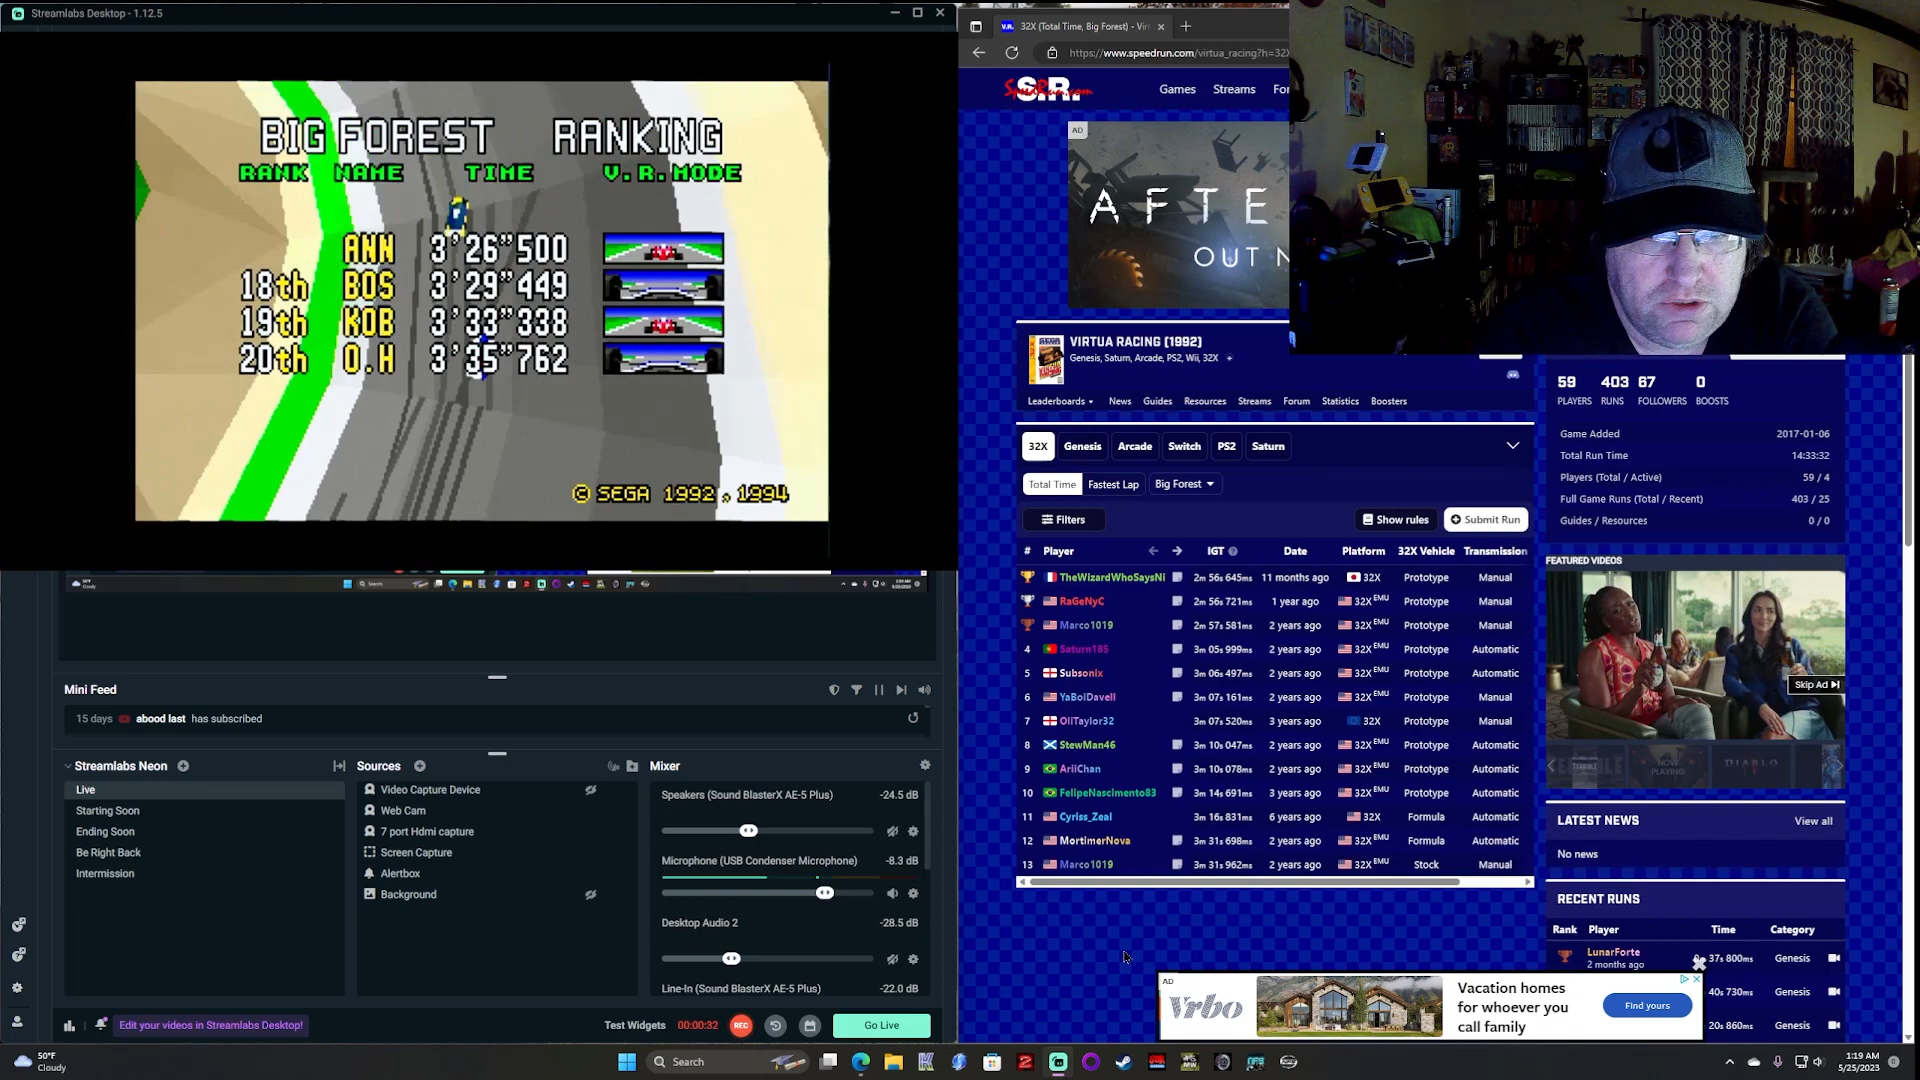 Streamlabs Desktop - 1.12.5
BIG FOREST RANKING
RANK NAME TIME V.R.MODE
ANN 3'26"500
18th BOS 3'29"449
19th KOB 3'33"338
20th O.H 3'35"762
© SEGA 1992, 1994
Mini Feed
15 days abood last has subscribed
Streamlabs Neon
Live
Starting Soon
Ending Soon
Be Right Back
Intermission
Sources
Video Capture Device
Web Cam
7 port Hdmi capture
Screen Capture
Alertbox
Background
Mixer
Speakers (Sound BlasterX AE-5 Plus) -24.5 dB
Microphone (USB Condenser Microphone) -8.3 dB
Desktop Audio 2 -28.5 dB
Line-In (Sound BlasterX AE-5 Plus) -22.0 dB
Edit your videos in Streamlabs Desktop!
Test Widgets 00:00:32 REC Go Live
32X (Total Time, Big Forest) - Vir
https://www.speedrun.com/virtua_racing?h=32X
S.R.
SpeedRun.com
Games Streams For
AD
AFTE
OUT N
VIRTUA RACING (1992)
Genesis, Saturn, Arcade, PS2, Wii, 32X
Leaderboards News Guides Resources Streams Forum Statistics Boosters
32X Genesis Arcade Switch PS2 Saturn
Total Time Fastest Lap Big Forest
Filters Show rules Submit Run
# Player IGT Date Platform 32X Vehicle Transmission
TheWizardWhoSaysNi 2m 56s 645ms 11 months ago 32X Prototype Manual
RaGeNyC 2m 56s 721ms 1 year ago 32X EMU Prototype Manual
Marco1019 2m 57s 581ms 2 years ago 32X EMU Prototype Manual
4 Saturn185 3m 05s 999ms 2 years ago 32X EMU Prototype Automatic
5 Subsonix 3m 06s 497ms 2 years ago 32X EMU Prototype Automatic
6 YaBoiDavell 3m 07s 161ms 2 years ago 32X EMU Prototype Manual
7 OliTaylor32 3m 07s 520ms 3 years ago 32X Prototype Manual
8 StewMan46 3m 10s 047ms 2 years ago 32X EMU Prototype Automatic
9 AriiChan 3m 10s 078ms 2 years ago 32X EMU Prototype Automatic
10 FelipeNascimento83 3m 14s 691ms 3 years ago 32X EMU Prototype Automatic
11 Cyriss_Zeal 3m 16s 831ms 6 years ago 32X Formula Automatic
12 MortimerNova 3m 31s 698ms 2 years ago 32X EMU Formula Automatic
13 Marco1019 3m 31s 962ms 2 years ago 32X EMU Stock Manual
59 403 67 0
PLAYERS RUNS FOLLOWERS BOOSTS
Game Added 2017-01-06
Total Run Time 14:33:32
Players (Total / Active) 59 / 4
Full Game Runs (Total / Recent) 403 / 25
Guides / Resources 0 / 0
FEATURED VIDEOS
Skip Ad
NOW PLAYING
DIABLO
LATEST NEWS View all
No news
RECENT RUNS
Rank Player Time Category
LunarForte 37s 800ms Genesis
2 months ago
40s 730ms Genesis
20s 860ms Genesis
AD
Vrbo
Vacation homes
for whoever you
call family
Find yours
50°F
Cloudy
Search
1:19 AM
5/25/2023